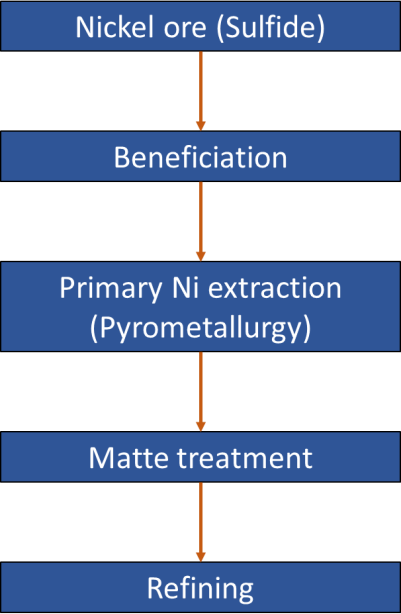 Nickel ore (Sulfide)
Beneficiation
Primary Ni extraction
(Pyrometallurgy)
Matte treatment
Refining